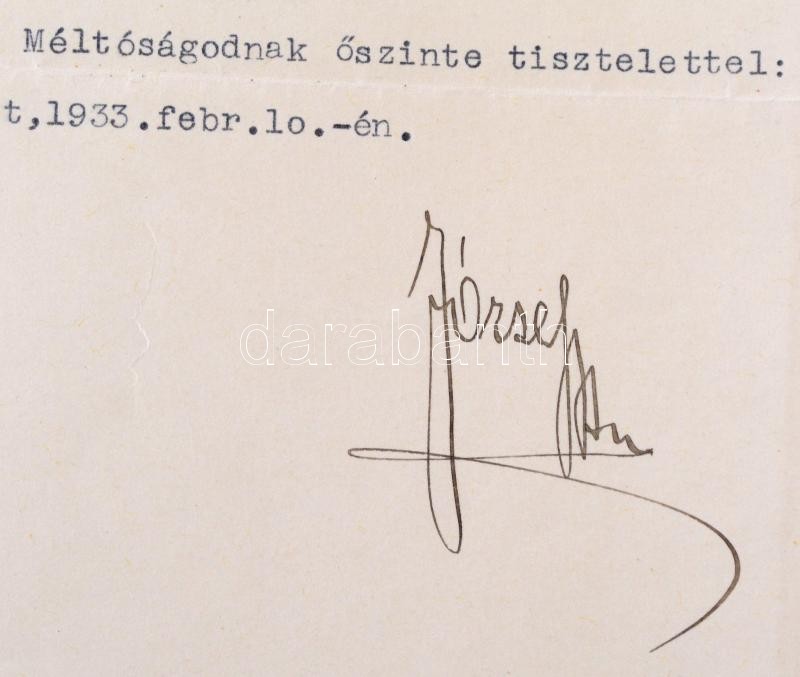 Méltóságodnak őszinte tisztelettel:
t,1933.febr.lo.-én.
József
darabanth